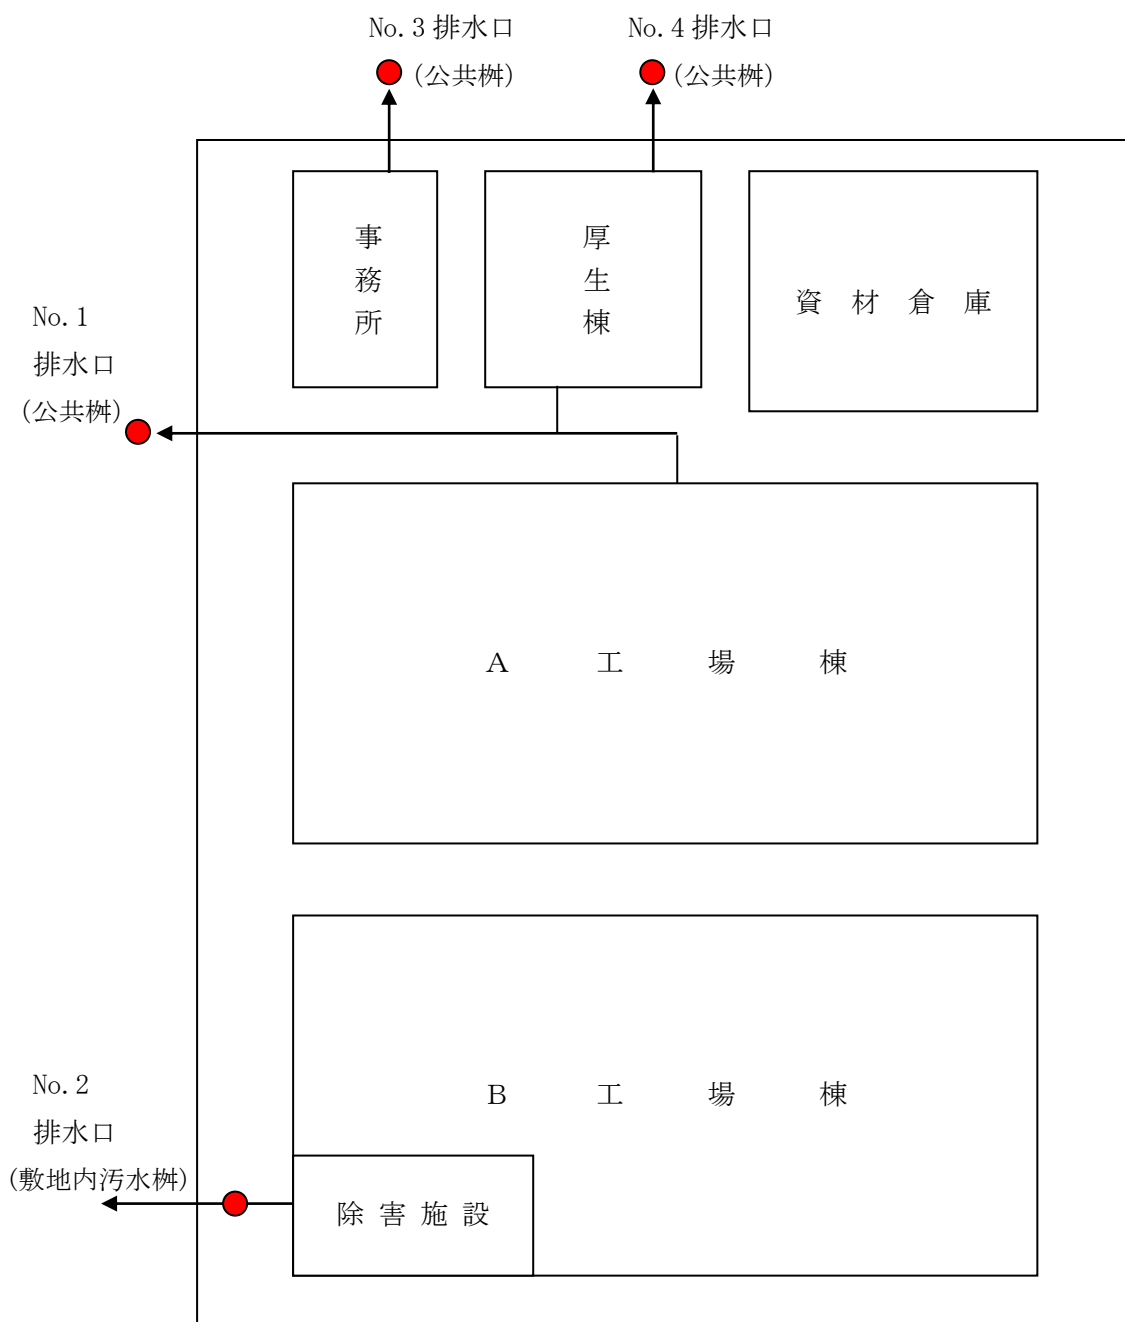 No.3排水口
(公共桝)
No.4排水口
(公共桝)
事務所
厚生棟
資材倉庫
No.1
排水口
(公共桝)
A工場棟
B工場棟
No.2
排水口
(敷地内汚水桝)
除害施設